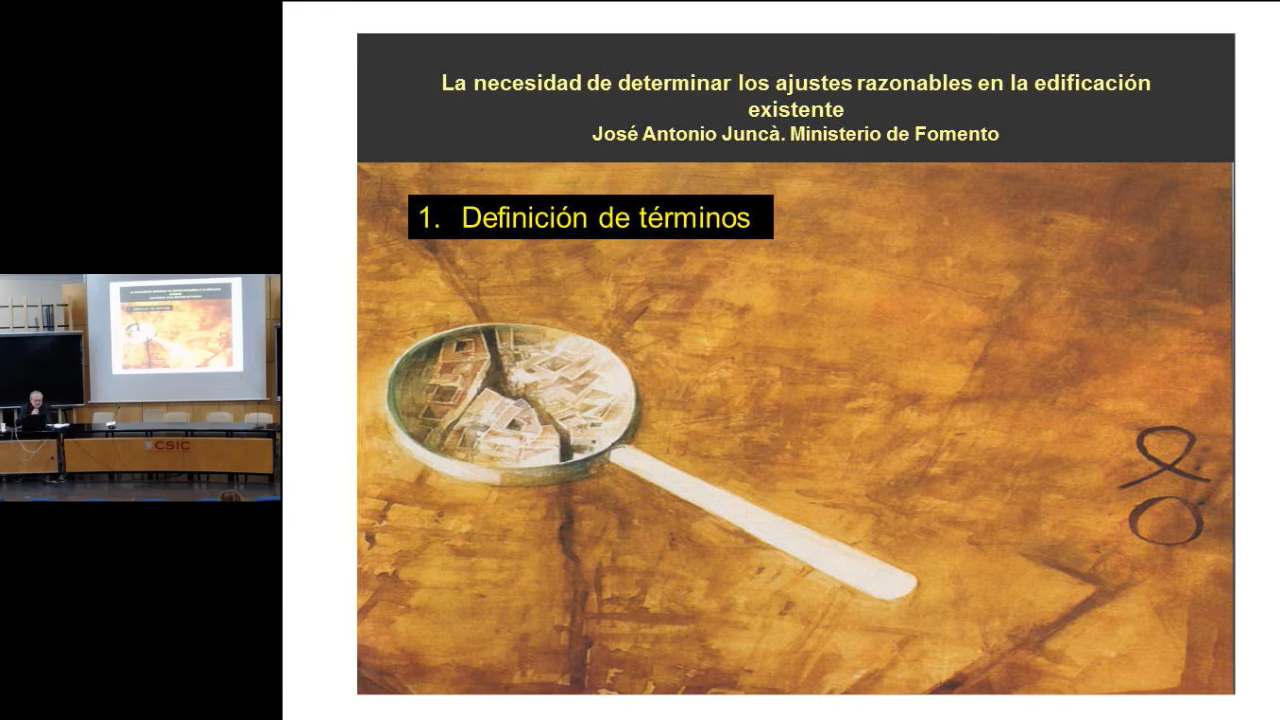 La necesidad de determinar los ajustes razonables en la edificación
existente
José Antonio Juncà. Ministerio de Fomento
1. Definición de términos
CSIC